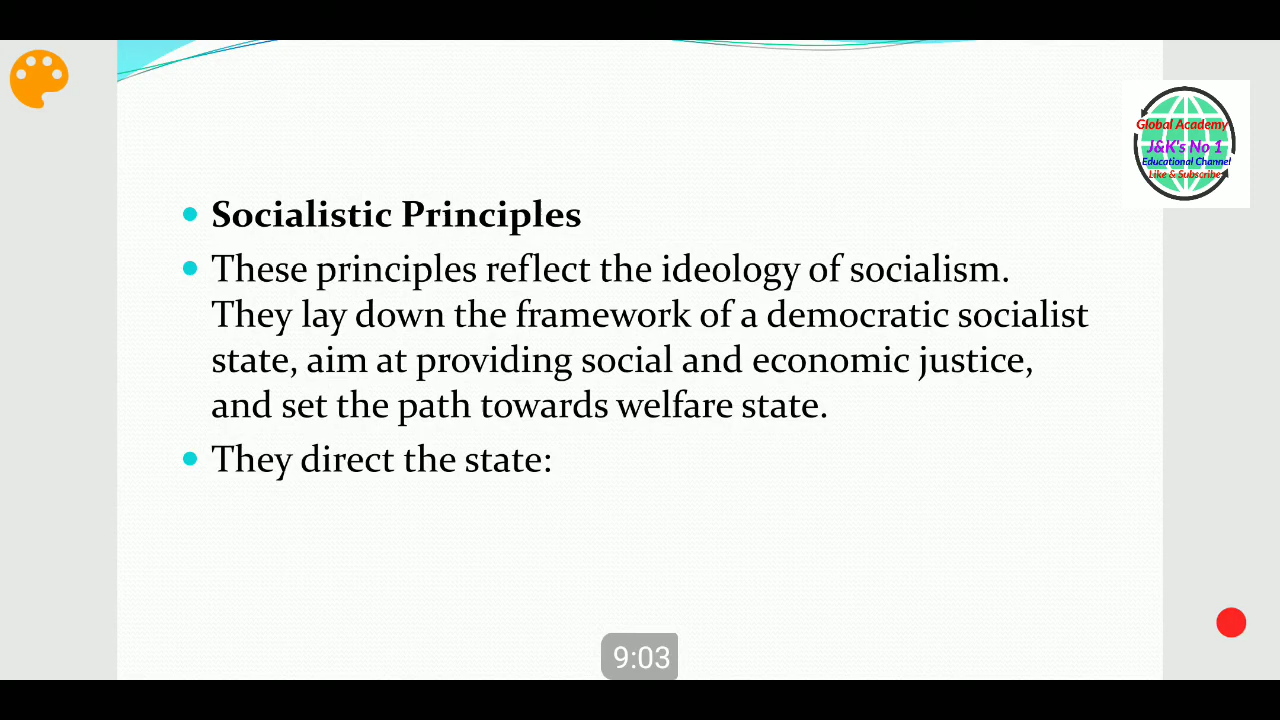 Global Academy
J&K's No 1
Educational Channel
Like & Subscribe
Socialistic Principles
These principles reflect the ideology of socialism.
They lay down the framework of a democratic socialist
state, aim at providing social and economic justice,
and set the path towards welfare state.
They direct the state:
9:03